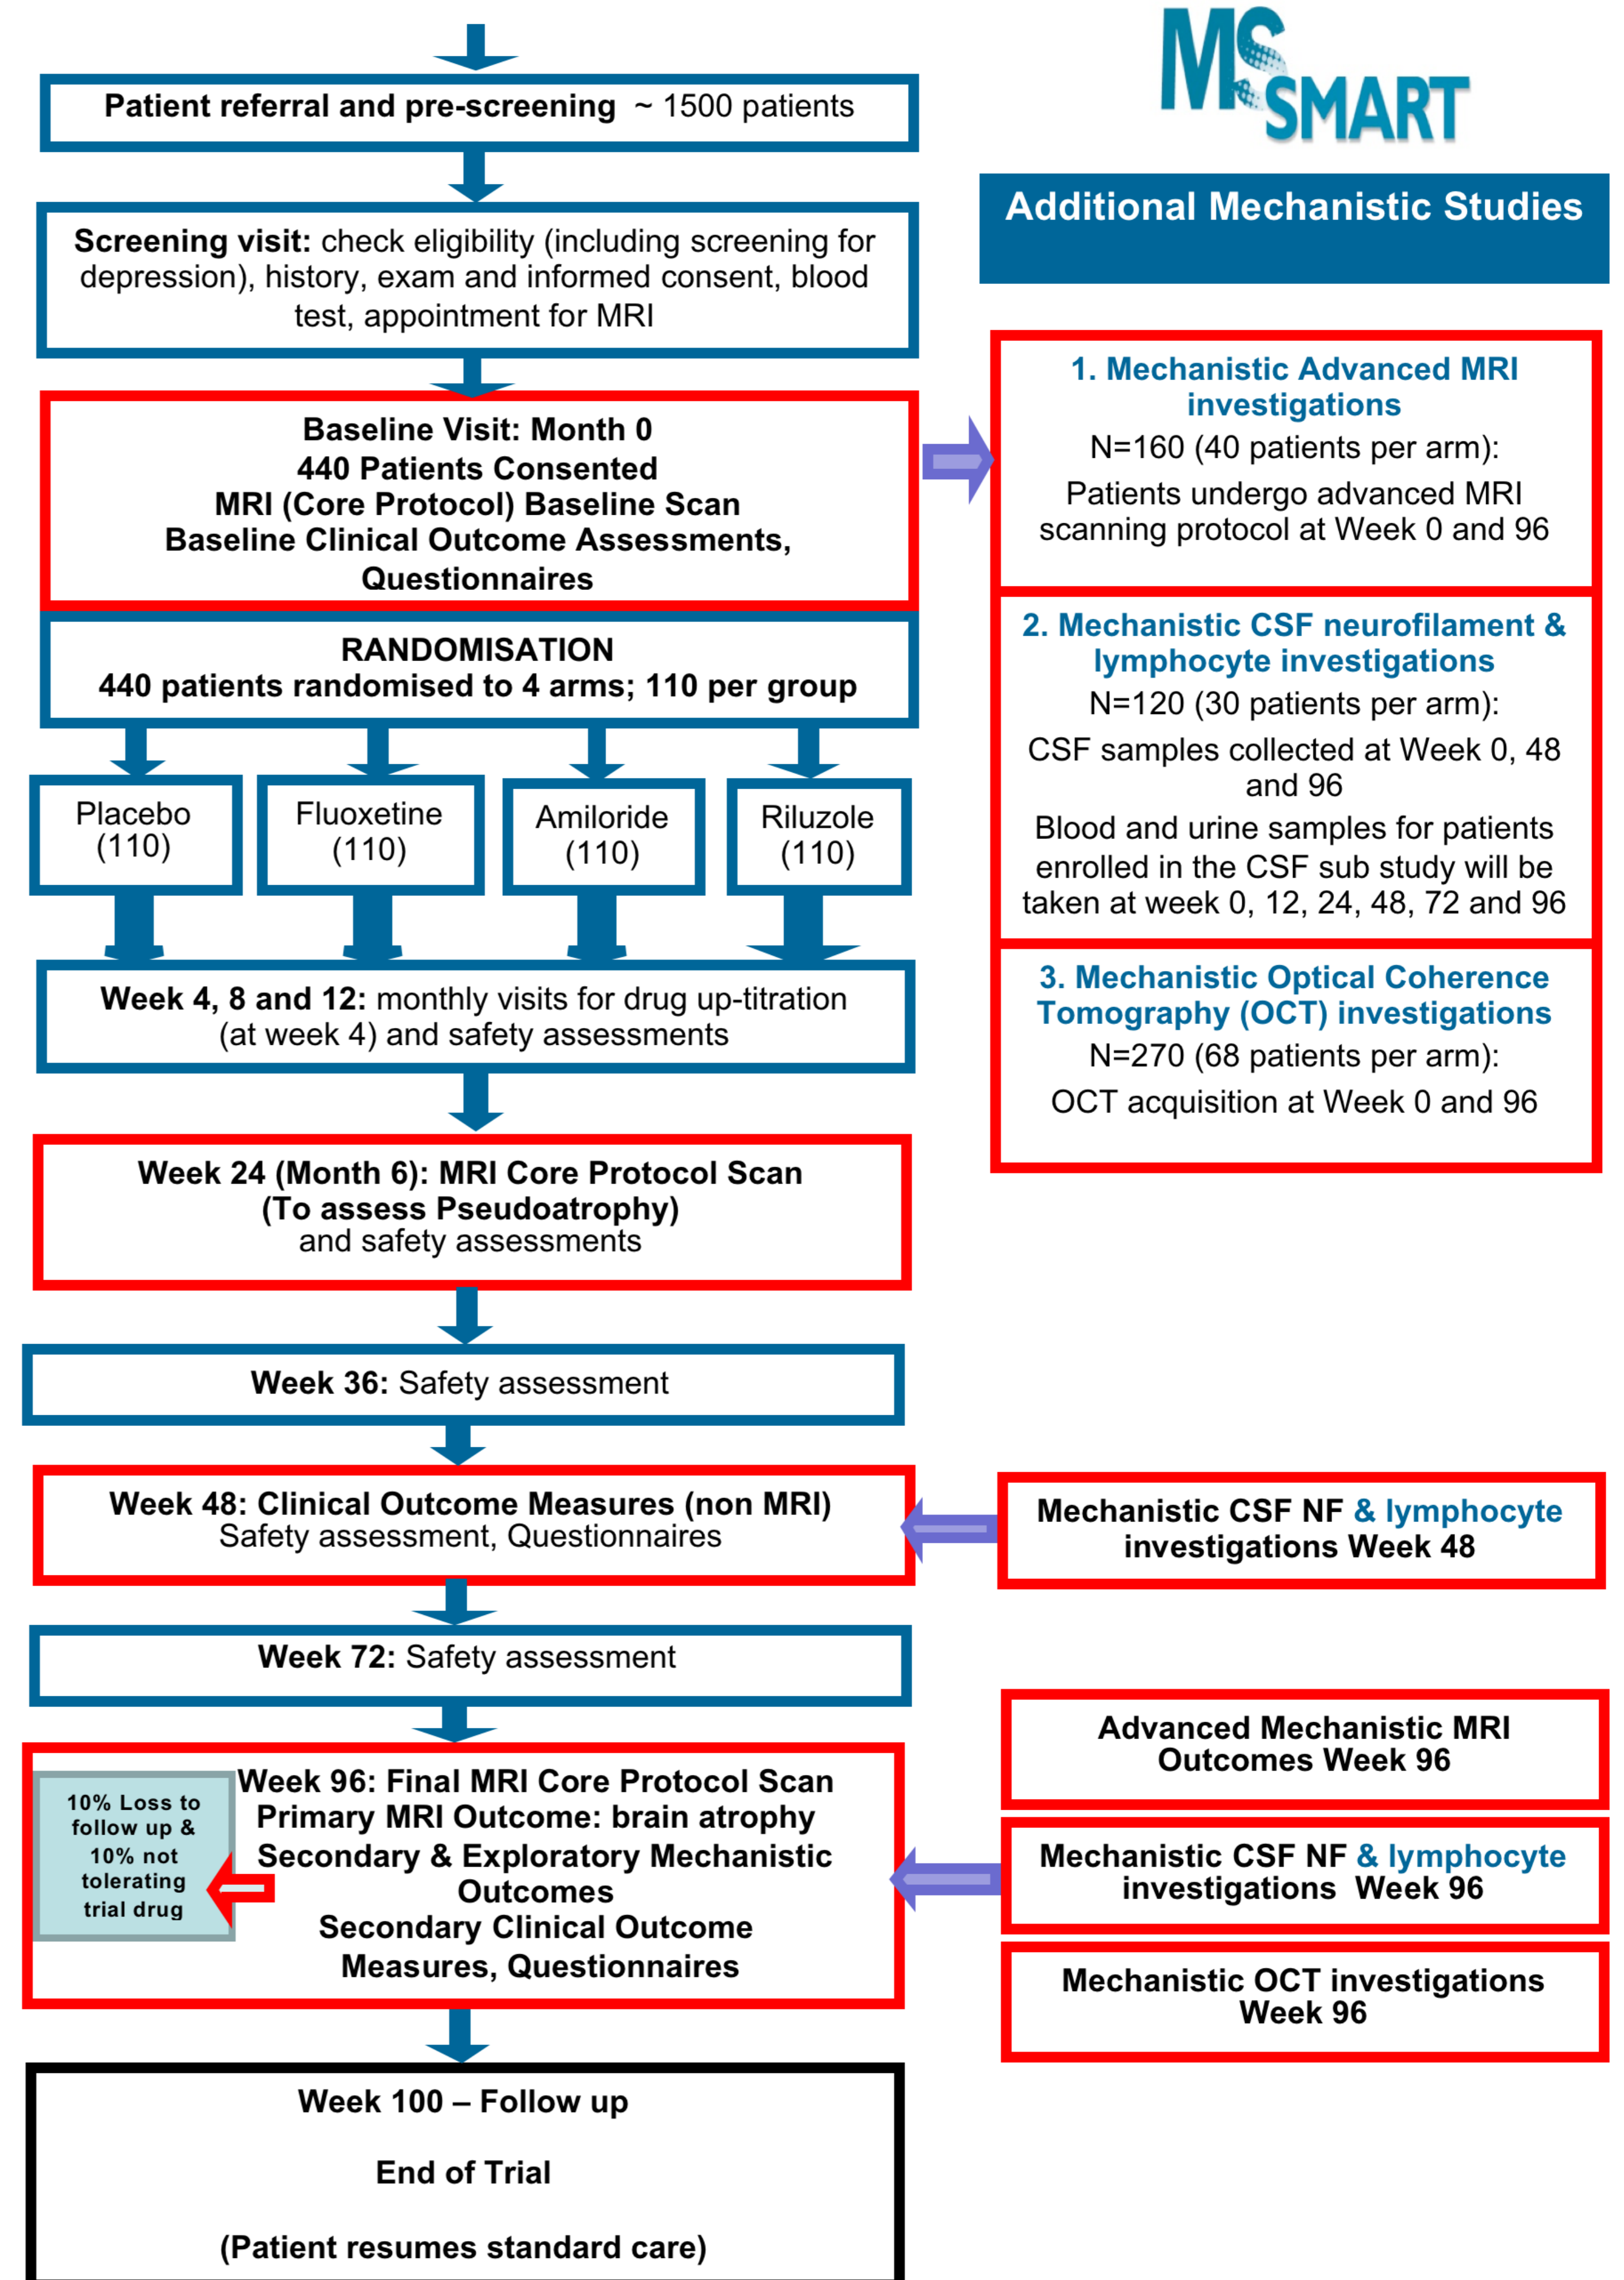 MS SMART
Patient referral and pre-screening ~ 1500 patients
Screening visit: check eligibility (including screening for
depression), history, exam and informed consent, blood
test, appointment for MRI
Baseline Visit: Month 0
440 Patients Consented
MRI (Core Protocol) Baseline Scan
Baseline Clinical Outcome Assessments,
Questionnaires
RANDOMISATION
440 patients randomised to 4 arms; 110 per group
Placebo
(110)
Fluoxetine
(110)
Amiloride
(110)
Riluzole
(110)
Week 4, 8 and 12: monthly visits for drug up-titration
(at week 4) and safety assessments
Week 24 (Month 6): MRI Core Protocol Scan
(To assess Pseudoatrophy)
and safety assessments
Week 36: Safety assessment
Week 48: Clinical Outcome Measures (non MRI)
Safety assessment, Questionnaires
Week 72: Safety assessment
Week 96: Final MRI Core Protocol Scan
Primary MRI Outcome: brain atrophy
Secondary & Exploratory Mechanistic
Outcomes
Secondary Clinical Outcome
Measures, Questionnaires
10% Loss to
follow up &
10% not
tolerating
trial drug
Week 100 – Follow up
End of Trial
(Patient resumes standard care)
Additional Mechanistic Studies
1. Mechanistic Advanced MRI
investigations
N=160 (40 patients per arm):
Patients undergo advanced MRI
scanning protocol at Week 0 and 96
2. Mechanistic CSF neurofilament &
lymphocyte investigations
N=120 (30 patients per arm):
CSF samples collected at Week 0, 48
and 96
Blood and urine samples for patients
enrolled in the CSF sub study will be
taken at week 0, 12, 24, 48, 72 and 96
3. Mechanistic Optical Coherence
Tomography (OCT) investigations
N=270 (68 patients per arm):
OCT acquisition at Week 0 and 96
Mechanistic CSF NF & lymphocyte
investigations Week 48
Advanced Mechanistic MRI
Outcomes Week 96
Mechanistic CSF NF & lymphocyte
investigations Week 96
Mechanistic OCT investigations
Week 96